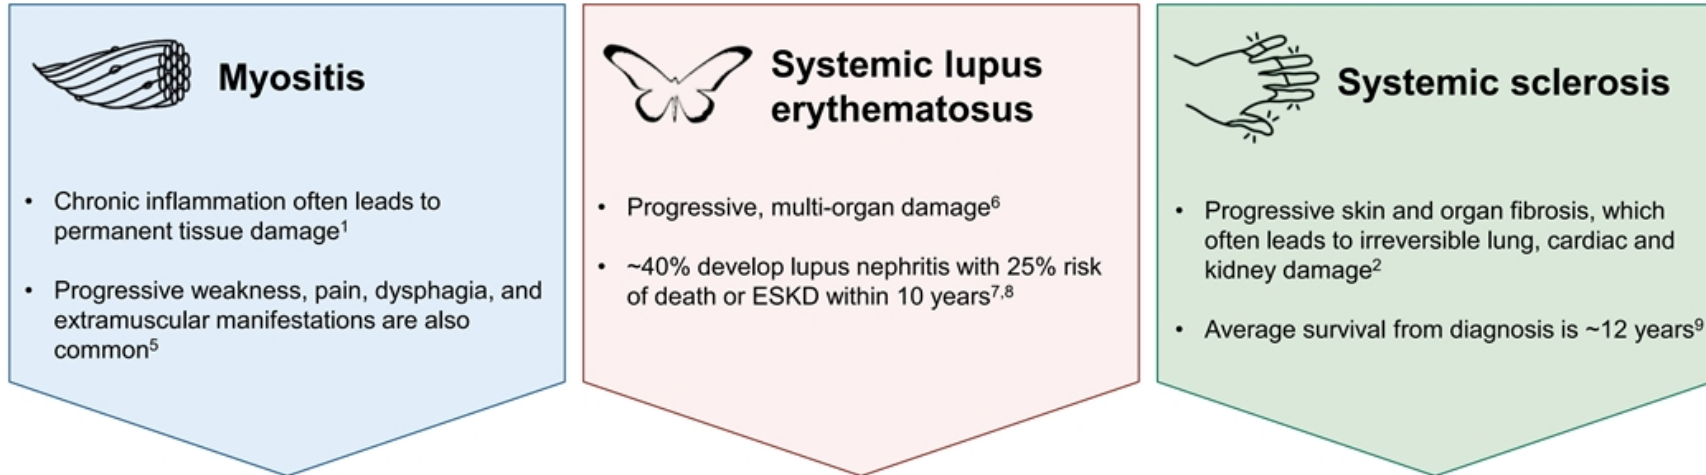 Myositis
• Chronic inflammation often leads to
permanent tissue damage¹
• Progressive weakness, pain, dysphagia, and
extramuscular manifestations are also
common⁵
Systemic lupus
erythematosus
• Progressive, multi-organ damage⁶
• ~40% develop lupus nephritis with 25% risk
of death or ESKD within 10 years⁷,⁸
Systemic sclerosis
• Progressive skin and organ fibrosis, which
often leads to irreversible lung, cardiac and
kidney damage²
• Average survival from diagnosis is ~12 years⁹